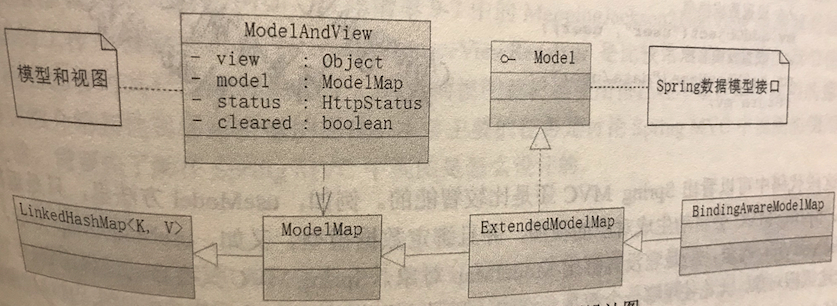 ModelAndView
- view : Object
- model : ModelMap
- status : HttpStatus
- cleared : boolean
模型和视图
Model
Spring数据模型接口
LinkedHashMap<K, V>
ModelMap
ExtendedModelMap
BindingAwareModelMap